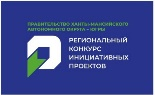 ПРАВИТЕЛЬСТВО ХАНТЫ-МАНСИЙСКОГО
АВТОНОМНОГО ОКРУГА – ЮГРЫ
РЕГИОНАЛЬНЫЙ
КОНКУРС
ИНИЦИАТИВНЫХ
ПРОЕКТОВ